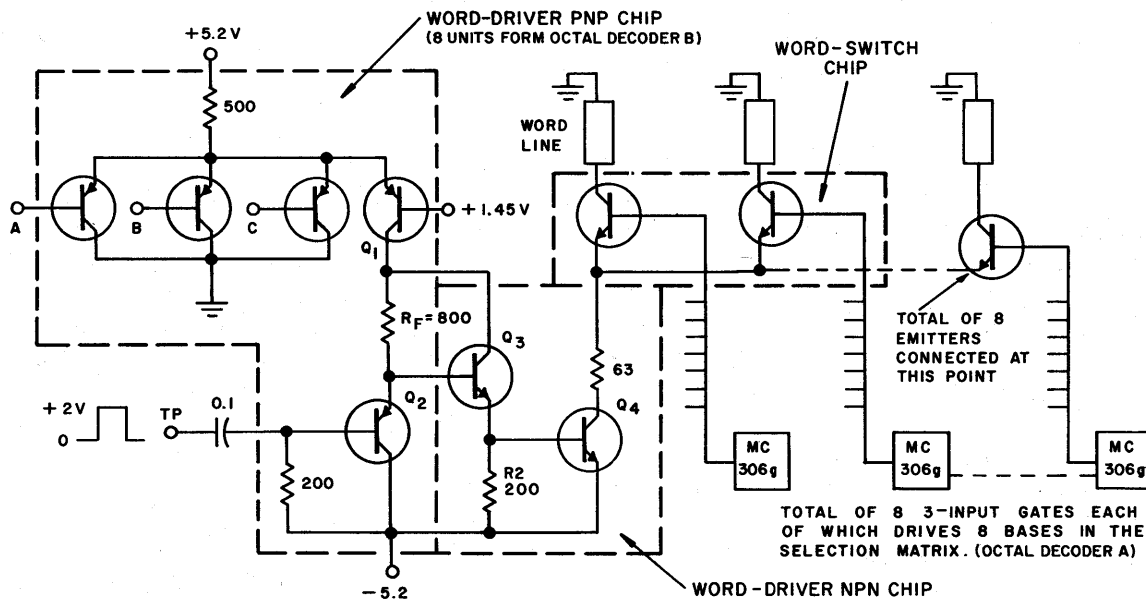 WORD-DRIVER PNP CHIP
(8 UNITS FORM OCTAL DECODER B)
+5.2V
500
WORD-SWITCH
CHIP
WORD
LINE
A
B
C
+1.45V
Q1
RF=800
Q3
63
TOTAL OF 8
EMITTERS
CONNECTED AT
THIS POINT
+2V
0
TP
0.1
Q2
Q4
200
R2
200
MC
306g
MC
306g
MC
306g
TOTAL OF 8 3-INPUT GATES EACH
OF WHICH DRIVES 8 BASES IN THE
SELECTION MATRIX. (OCTAL DECODER A)
-5.2
WORD-DRIVER NPN CHIP